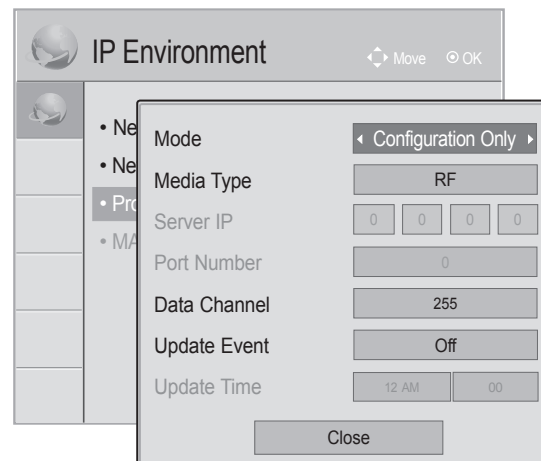 IP Environment
Move OK
• Ne
• Ne
• Pro
• MA
Mode Configuration Only
Media Type RF
Server IP 0 0 0 0
Port Number 0
Data Channel 255
Update Event Off
Update Time 12 AM 00
Close